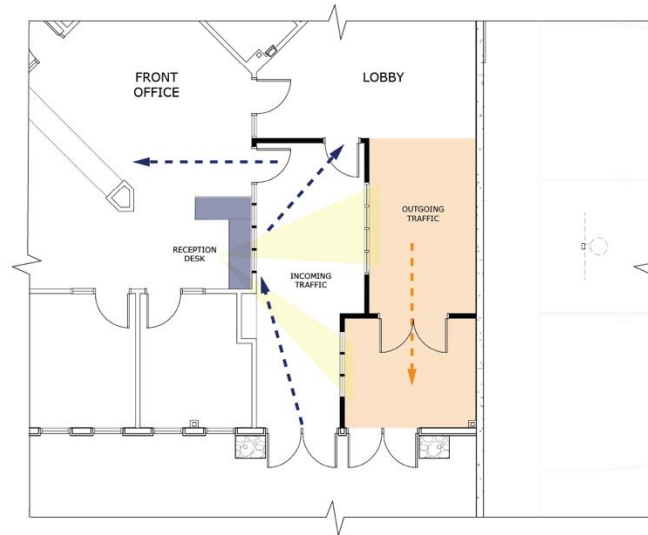 FRONT
OFFICE
LOBBY
OUTGOING
TRAFFIC
RECEPTION
DESK
INCOMING
TRAFFIC